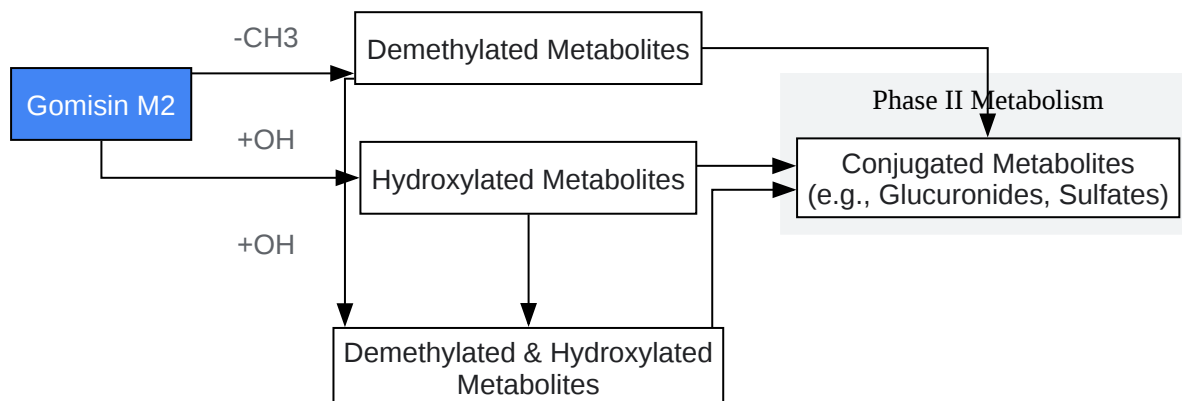 -CH3
Demethylated Metabolites
Gomisin M2
Phase II Metabolism
+OH
Hydroxylated Metabolites
Conjugated Metabolites
(e.g., Glucuronides, Sulfates)
+OH
Demethylated & Hydroxylated
Metabolites